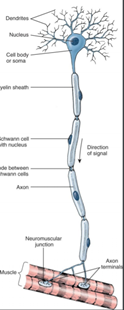 Dendrites
Nucleus
Cell body
or soma
yelin sheath
chwann cell
ith nucleus
Direction
of signal
de between
hwann cells
Axon
Neuromuscular
junction
Axon
terminals
Muscle